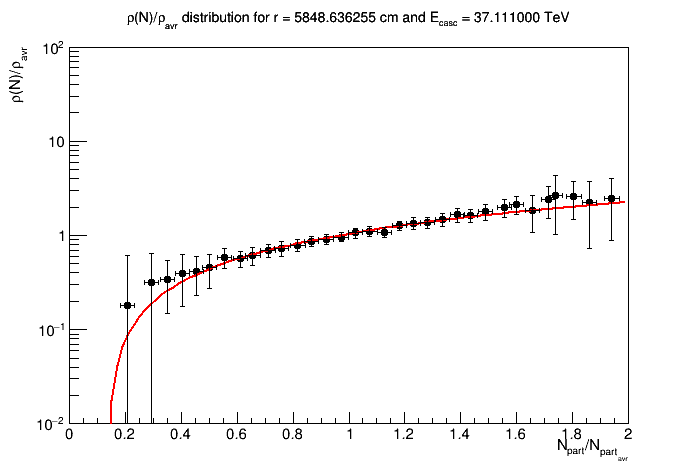 ρ(N)/ρavr distribution for r = 5848.636255 cm and Ecasc = 37.111000 TeV
ρ(N)/ρavr
10²
10
1
10⁻¹
10⁻²
0 0.2 0.4 0.6 0.8 1 1.2 1.4 1.6 1.8 2
Npart/Npartavr